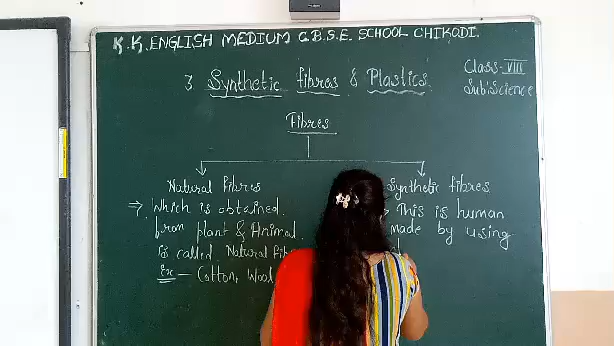 K.K. ENGLISH MEDIUM C.B.S.E. SCHOOL CHIKODI.
Class:- VIII
Sub:Science
3. Synthetic fibres & Plastics.
Fibres
Natural Fibres
→ Which is obtained
from plant & Animal
is called Natural
Ex — Cotton, Wool
Synthetic fibres
→ This is human
made by using